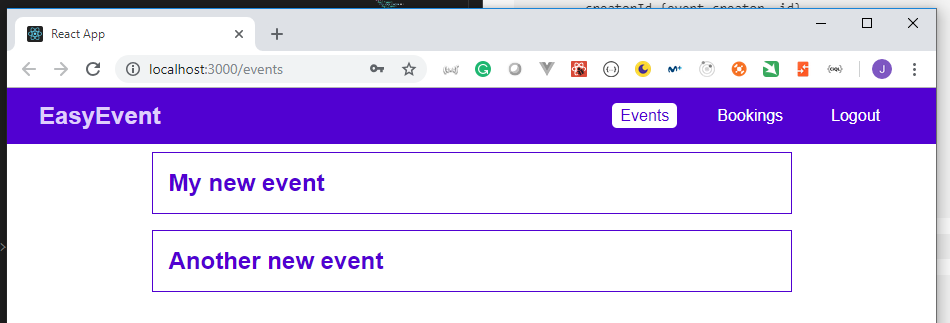 creatorId={event.creator._id}
React App
localhost:3000/events
J
EasyEvent
Events
Bookings
Logout
My new event
Another new event